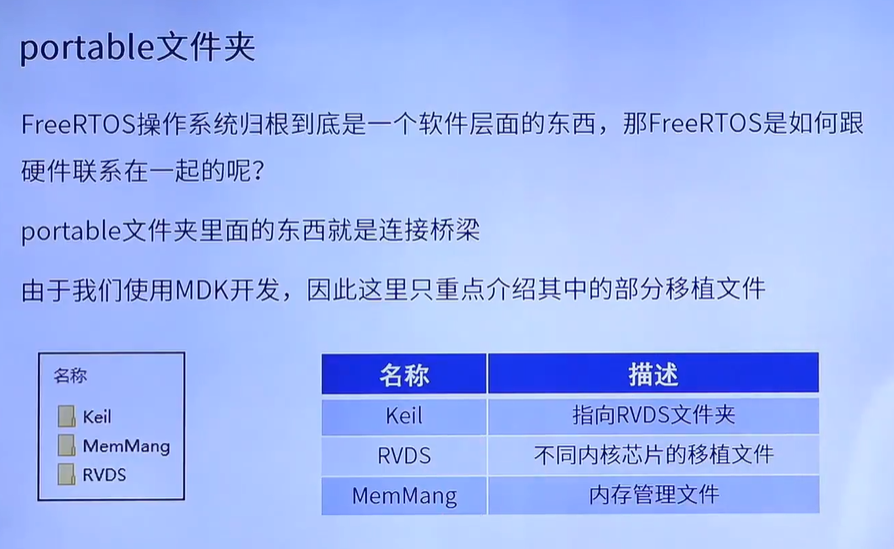 portable文件夹
FreeRTOS操作系统归根到底是一个软件层面的东西，那FreeRTOS是如何跟
硬件联系在一起的呢？
portable文件夹里面的东西就是连接桥梁
由于我们使用MDK开发，因此这里只重点介绍其中的部分移植文件
名称
Keil
MemMang
RVDS
名称 描述
Keil 指向RVDS文件夹
RVDS 不同内核芯片的移植文件
MemMang 内存管理文件